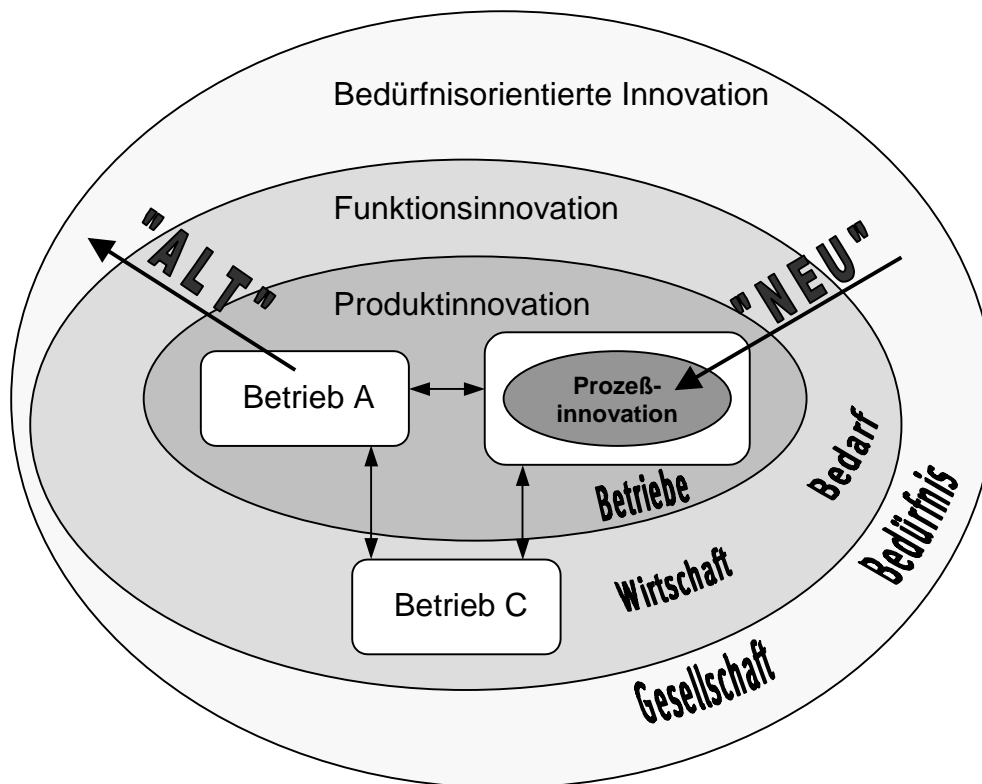 Bedürfnisorientierte Innovation
Funktionsinnovation
"ALT"
"NEU"
Produktinnovation
Betrieb A
Prozeß-
innovation
Betriebe
Bedarf
Bedürfnis
Betrieb C
Wirtschaft
Gesellschaft